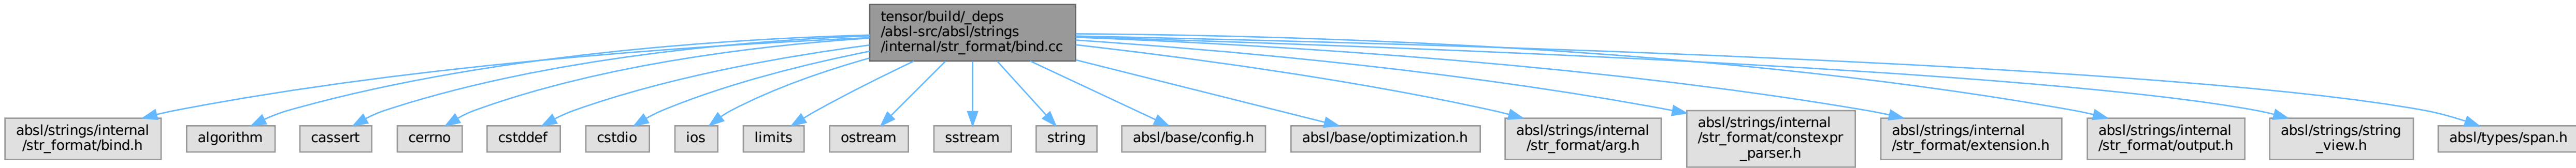 tensor/build/_deps
/absl-src/absl/strings
/internal/str_format/bind.cc
absl/strings/internal
/str_format/bind.h
algorithm
cassert
cerrno
cstddef
cstdio
ios
limits
ostream
sstream
string
absl/base/config.h
absl/base/optimization.h
absl/strings/internal
/str_format/arg.h
absl/strings/internal
/str_format/constexpr
_parser.h
absl/strings/internal
/str_format/extension.h
absl/strings/internal
/str_format/output.h
absl/strings/string
_view.h
absl/types/span.h